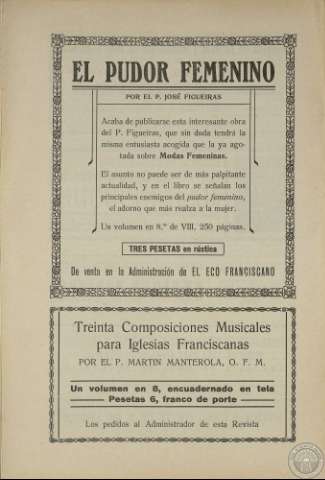 EL PUDOR FEMENINO
POR EL P. JOSÉ FIGUEIRAS
Acaba de publicarse esta interesante obra
del P. Figueiras, que sin duda tendrá la
misma entusiasta acogida que la ya ago-
tada sobre Modas Femeninas.
El asunto no puede ser de más palpitante
actualidad, y en el libro se señalan los
principales enemigos del pudor femenino,
el adorno que más realza a la mujer.
Un volumen en 8.º de VIII, 250 páginas.
TRES PESETAS en rústica
De venta en la Administración de EL ECO FRANCISCANO
Treinta Composiciones Musicales
para Iglesias Franciscanas
POR EL P. MARTIN MANTEROLA, O. F. M.
Un volumen en 8, encuadernado en tela
Pesetas 6, franco de porte
Los pedidos al Administrador de esta Revista